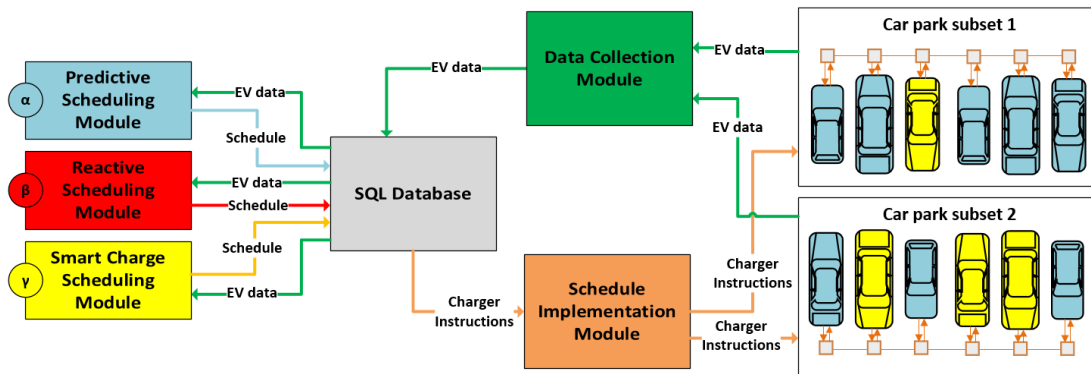 α
Predictive
Scheduling
Module
β
Reactive
Scheduling
Module
γ
Smart Charge
Scheduling
Module
EV data
Schedule
EV data
Schedule
Schedule
EV data
SQL Database
EV data
Data Collection
Module
EV data
EV data
Charger
Instructions
Schedule
Implementation
Module
Charger
Instructions
Charger
Instructions
Car park subset 1
Car park subset 2